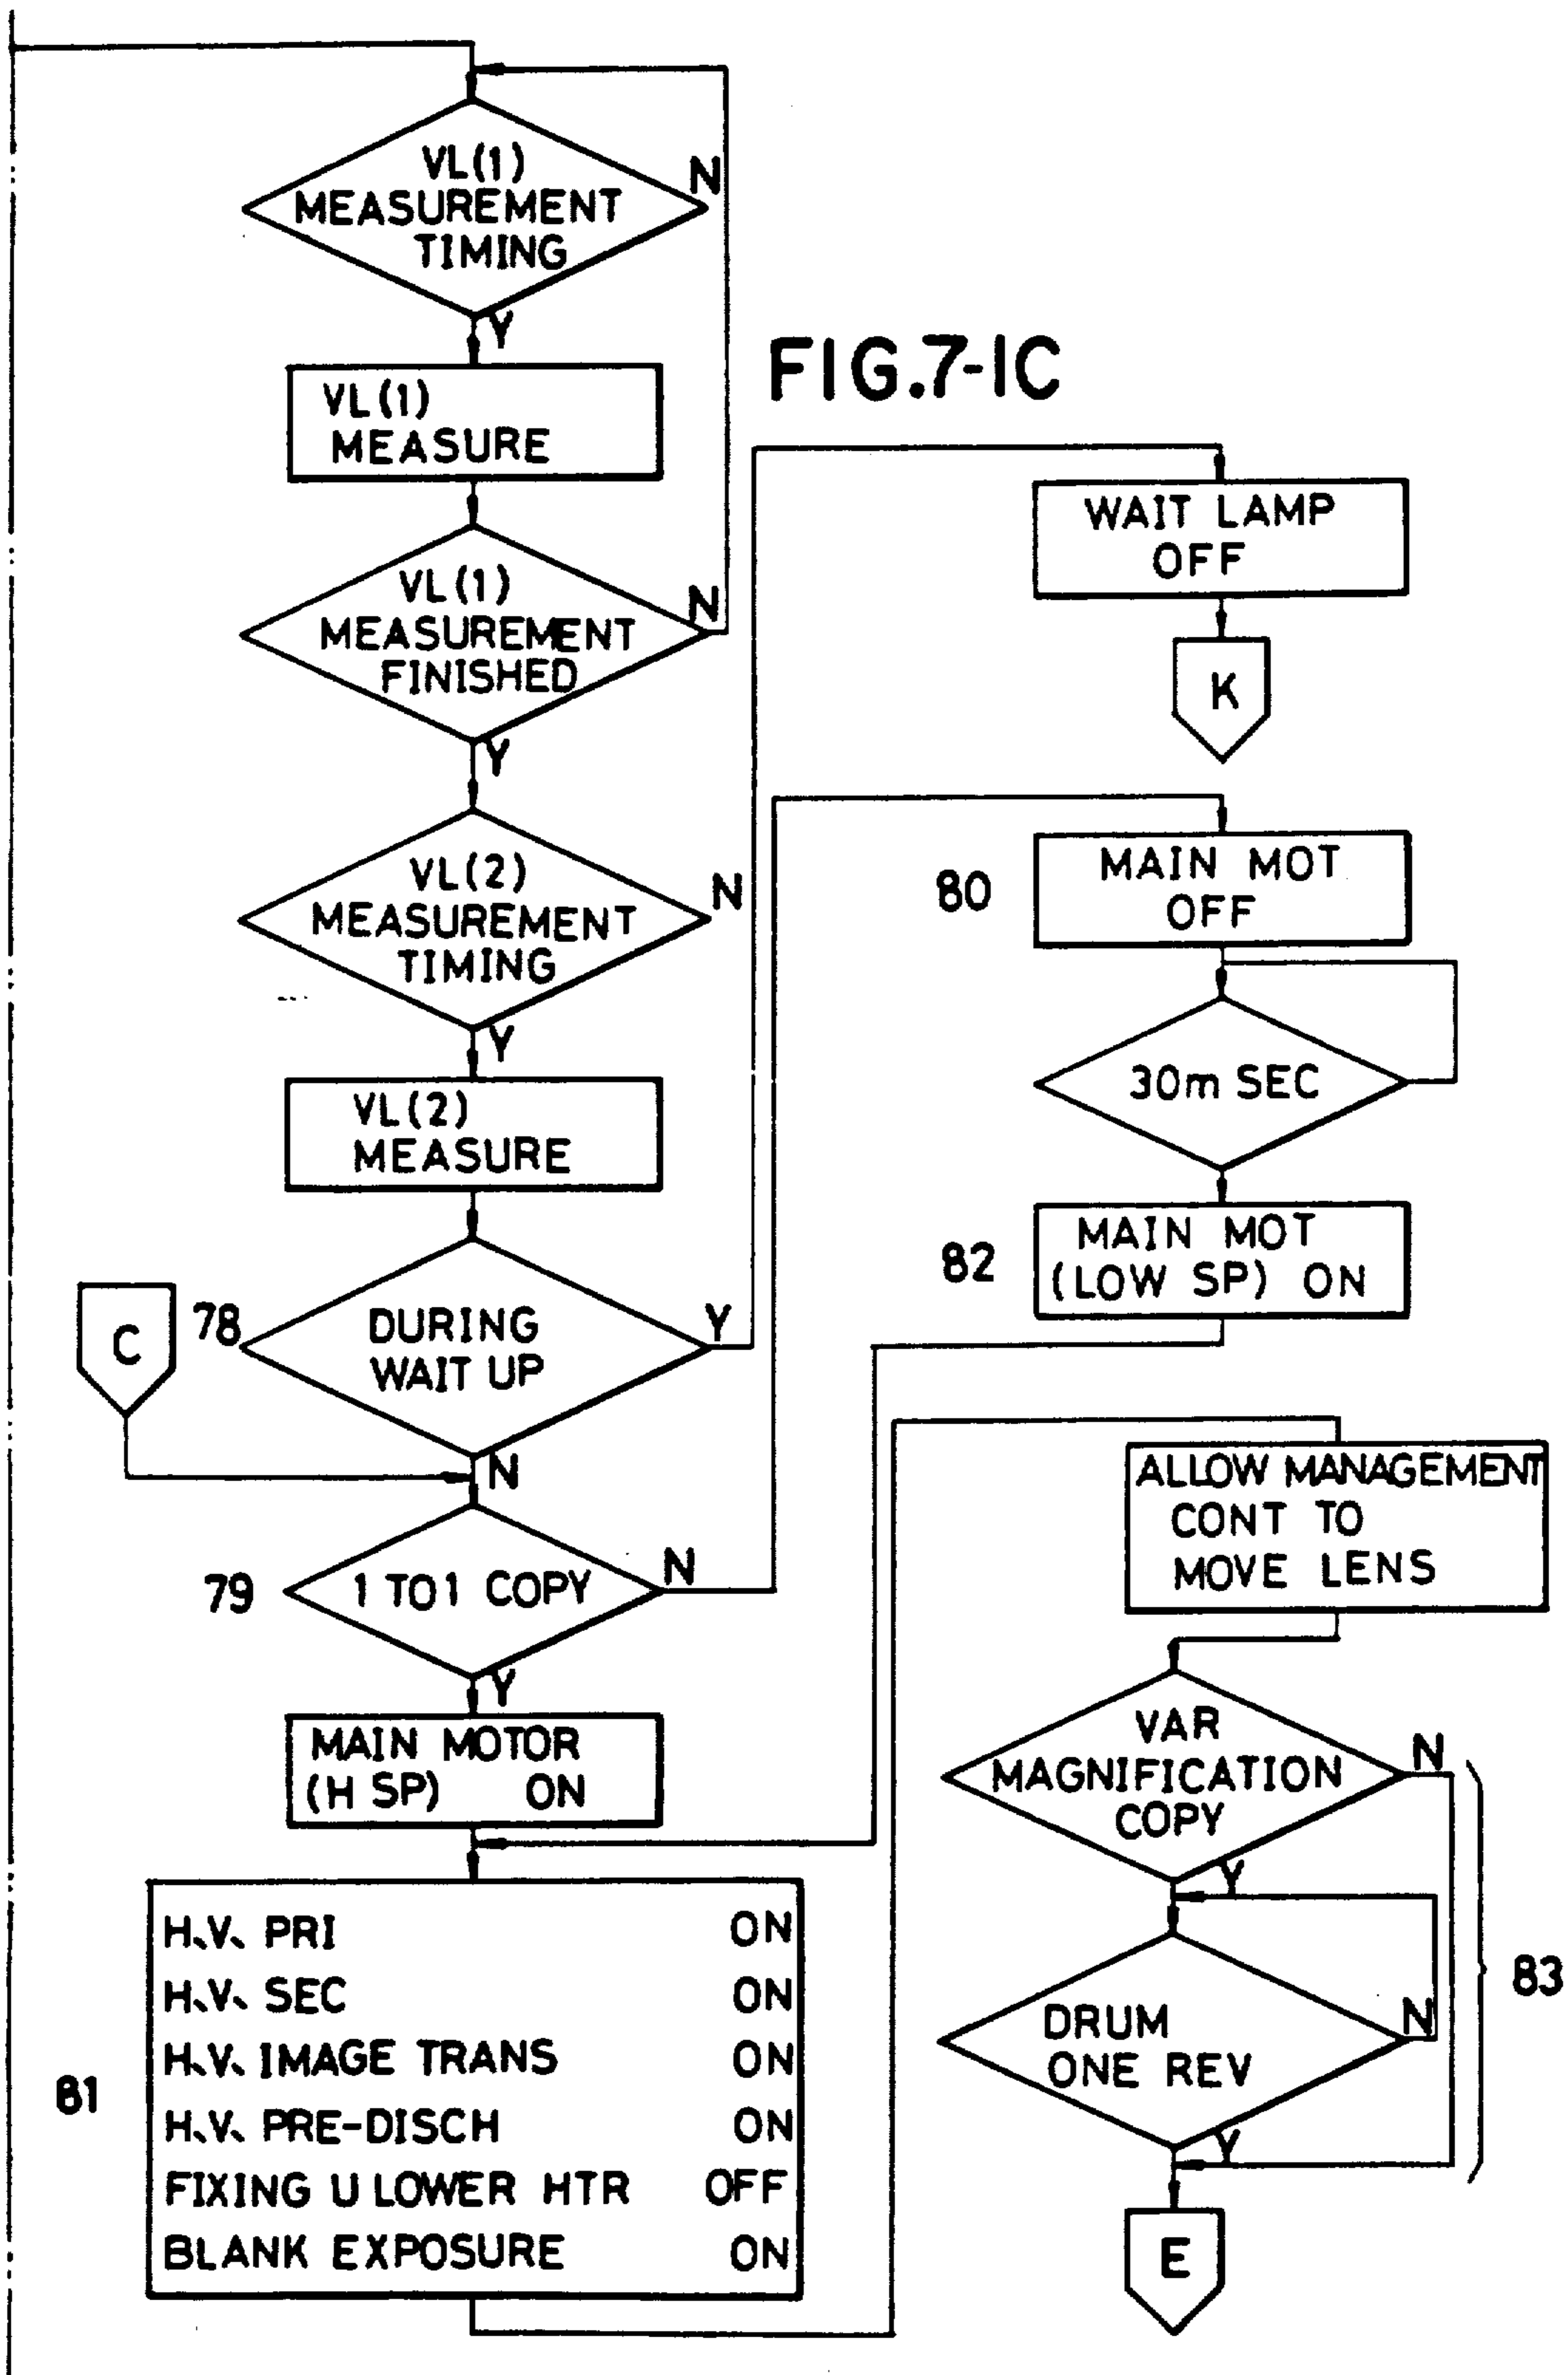 VL(1)
MEASUREMENT
TIMING
N
Y
FIG.7-1C
VL(1)
MEASURE
VL(1)
MEASUREMENT
FINISHED
N
Y
VL(2)
MEASUREMENT
TIMING
N
Y
VL(2)
MEASURE
C
78
DURING
WAIT UP
Y
N
79
1 TO 1 COPY
N
Y
MAIN MOTOR
(H SP) ON
81
H.V. PRI ON
H.V. SEC ON
H.V. IMAGE TRANS ON
H.V. PRE-DISCH ON
FIXING U LOWER HTR OFF
BLANK EXPOSURE ON
WAIT LAMP
OFF
K
80
MAIN MOT
OFF
30m SEC
82
MAIN MOT
(LOW SP) ON
ALLOW MANAGEMENT
CONT TO
MOVE LENS
VAR
MAGNIFICATION
COPY
N
Y
83
DRUM
ONE REV
N
Y
E